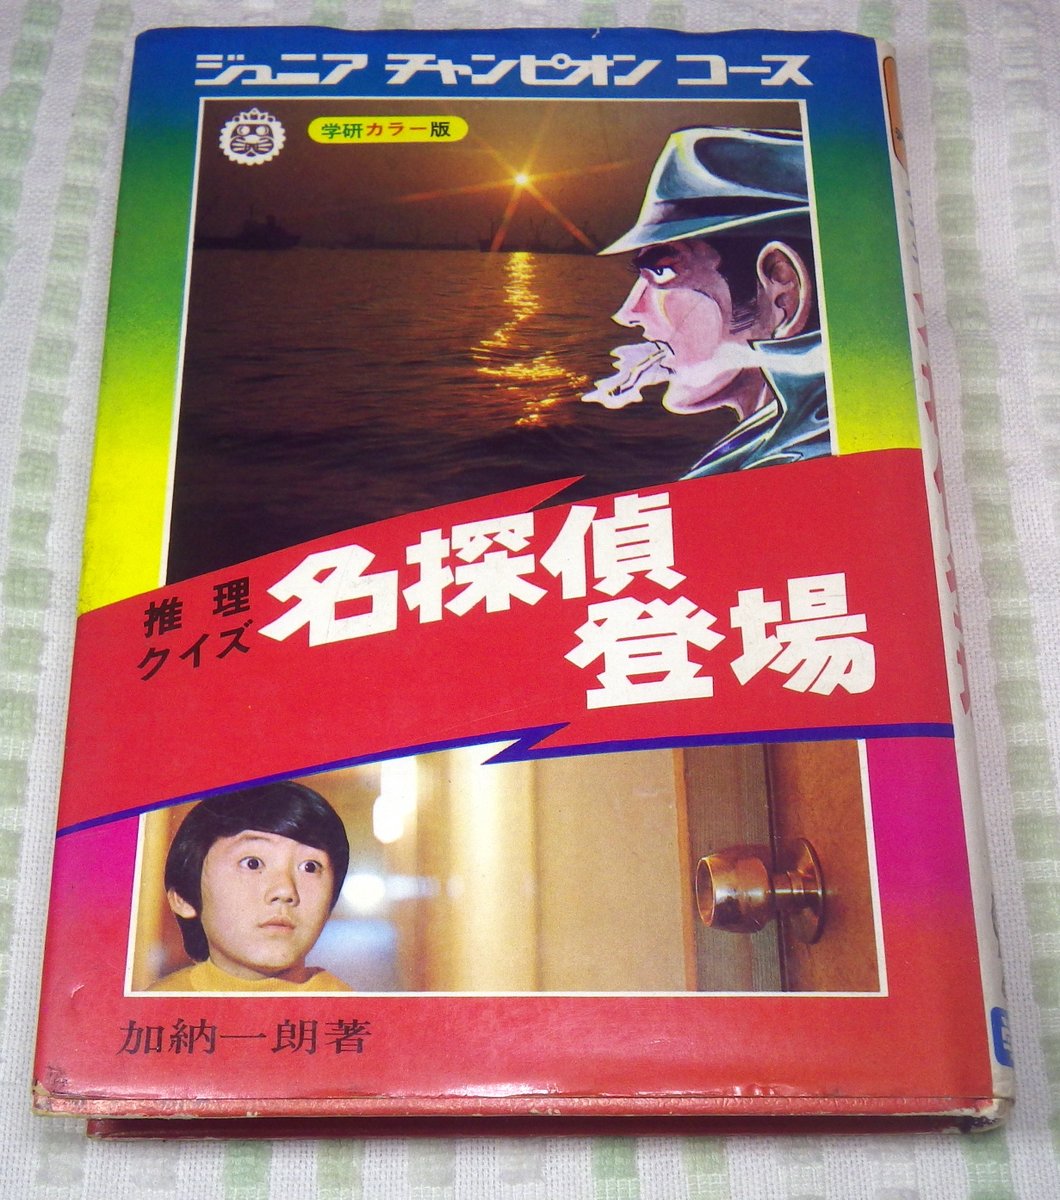 ジュニア チャンピオン コース
学研カラー版
推理
クイズ
名探偵
登場
加納一朗著